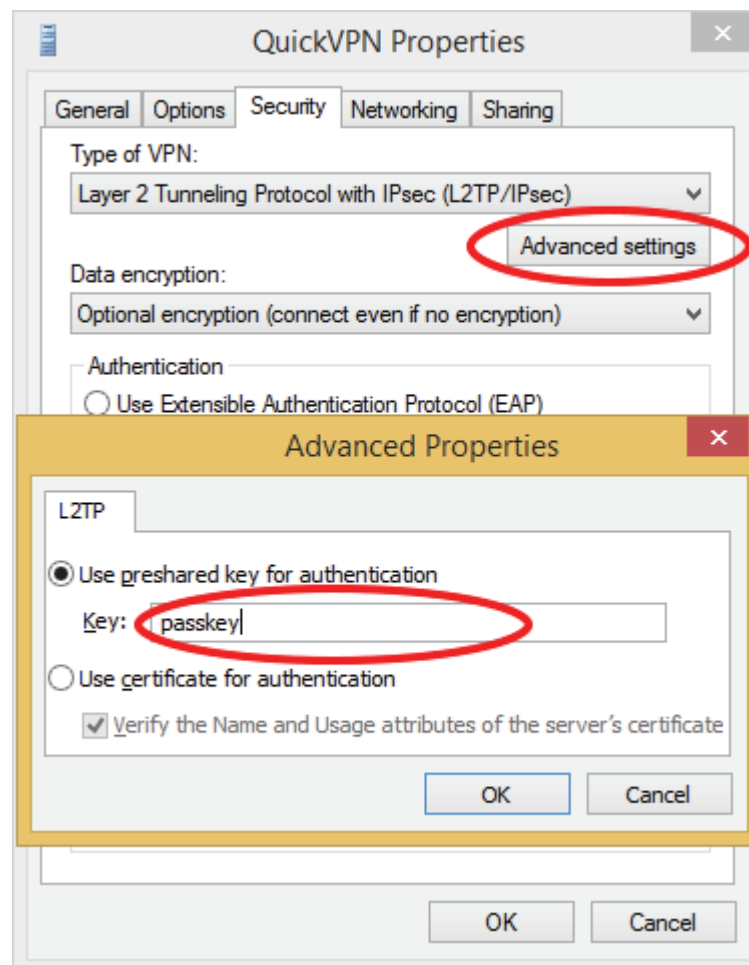 QuickVPN Properties
General Options Security Networking Sharing
Type of VPN:
Layer 2 Tunneling Protocol with IPsec (L2TP/IPsec)
Advanced settings
Data encryption:
Optional encryption (connect even if no encryption)
Authentication
Use Extensible Authentication Protocol (EAP)
Advanced Properties
L2TP
Use preshared key for authentication
Key: passkey
Use certificate for authentication
Verify the Name and Usage attributes of the server's certificate
OK Cancel
OK Cancel